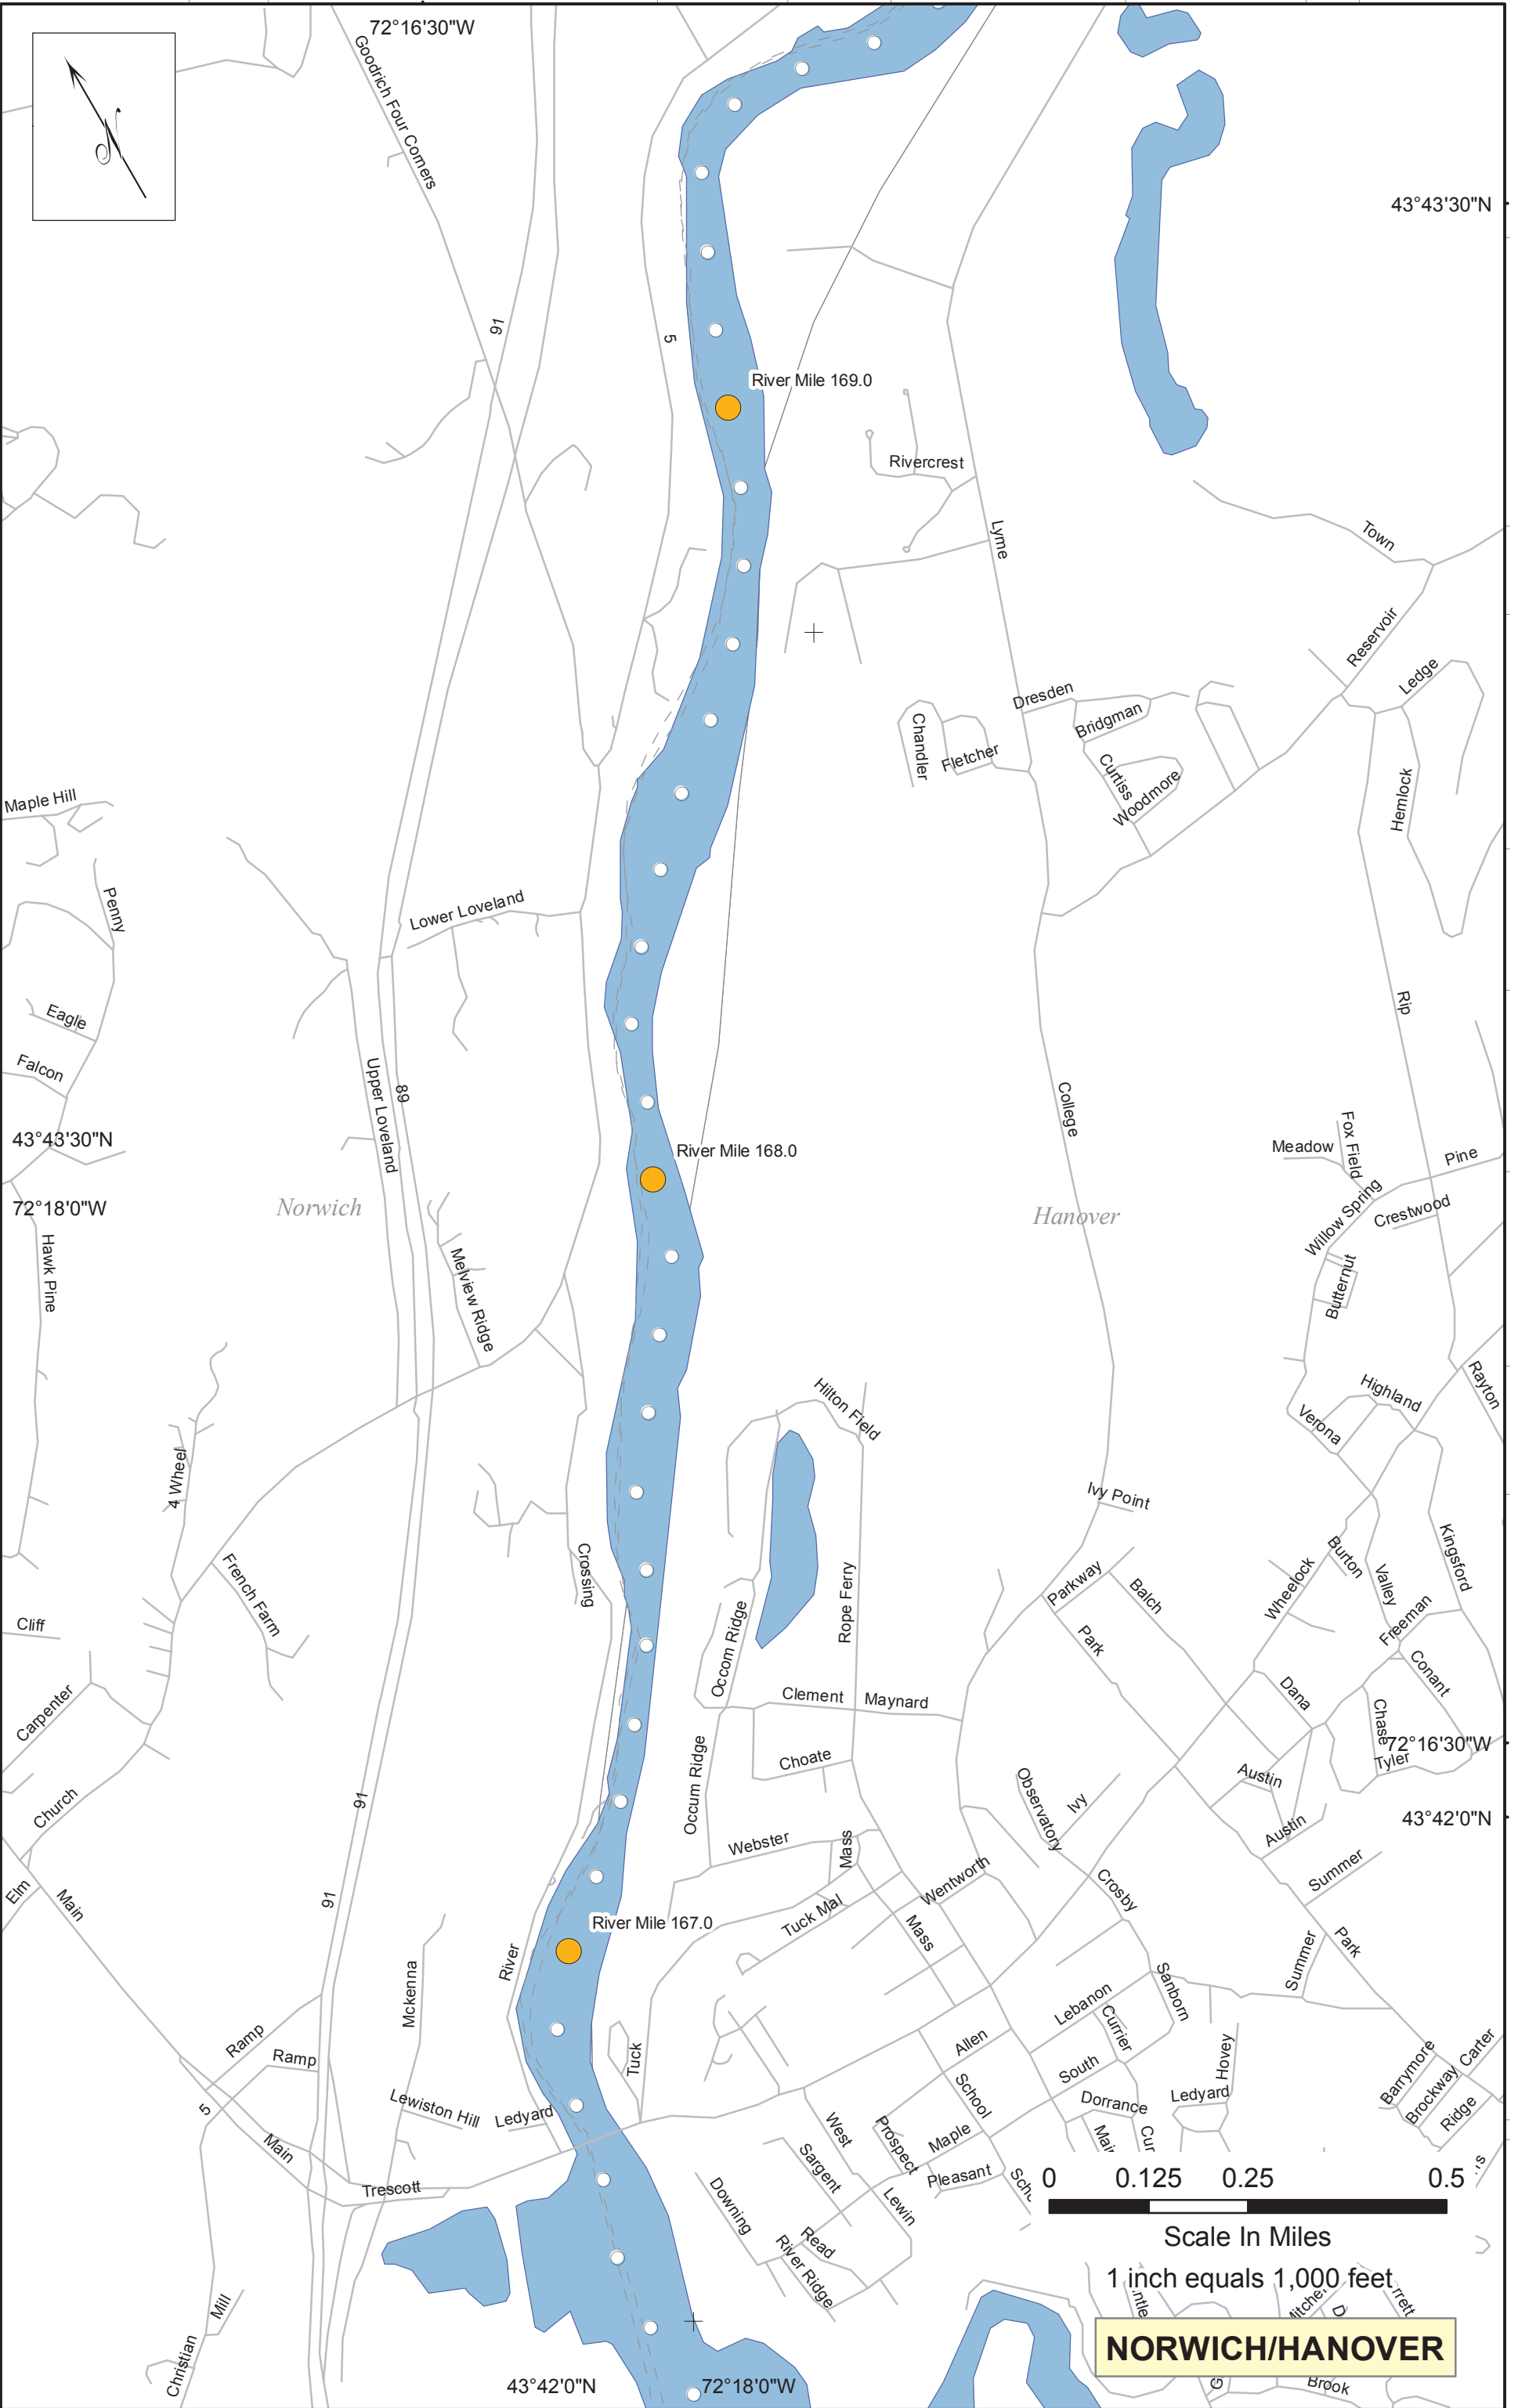 72°16'30"W
Goodrich Four Corners
N
43°43'30"N
91
5
River Mile 169.0
Rivercrest
Lyme
Town
Reservoir
Ledge
Dresden
Bridgman
Chandler
Fletcher
Curtiss
Woodmore
Hemlock
Maple Hill
Penny
Lower Loveland
Eagle
Falcon
Upper Loveland
89
Rip
College
43°43'30"N
72°18'0"W
River Mile 168.0
Meadow
Fox Field
Pine
Willow Spring
Crestwood
Norwich
Hanover
Hawk Pine
Melview Ridge
Butternut
Hilton Field
Highland
Verona
Rayton
4 Wheel
Ivy Point
French Farm
Crossing
Rope Ferry
Parkway
Balch
Wheelock
Burton
Valley
Kingsford
Freeman
Cliff
Occom Ridge
Park
Conant
Carpenter
Clement
Maynard
Dana
Chase
72°16'30"W
Tyler
Choate
Occum Ridge
Austin
Observatory
Ivy
Church
91
43°42'0"N
Webster
Mass
Austin
Summer
Elm
Main
91
Wentworth
Crosby
Tuck Mal
Mass
River Mile 167.0
River
Park
Summer
Mckenna
Sanborn
Lebanon
Currier
Ramp
Ramp
Tuck
Allen
South
Hovey
Barrymore
Carter
Brockway
Ridge
5
Lewiston Hill
Ledyard
School
Dorrance
Ledyard
Main
West
Prospect
Maple
Mai
Cur
Trescott
Sargent
Pleasant
Scho
Downing
Lewin
0 0.125 0.25 0.5
Scale In Miles
Read
River Ridge
1 inch equals 1,000 feet
Mill
Christian
NORWICH/HANOVER
43°42'0"N
72°18'0"W
Brook